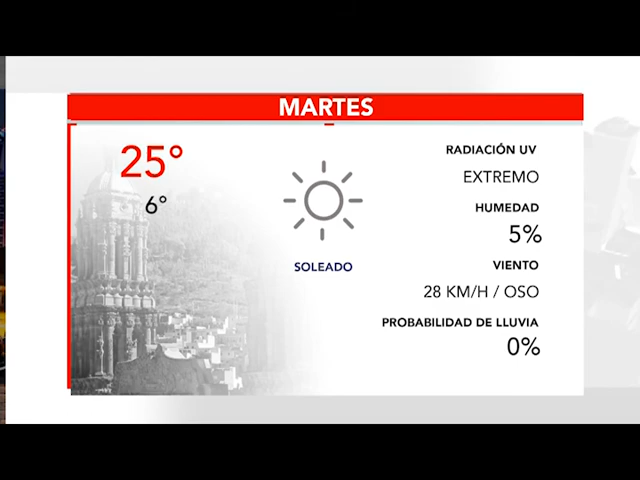 MARTES
25°
6°
SOLEADO
RADIACIÓN UV
EXTREMO
HUMEDAD
5%
VIENTO
28 KM/H / OSO
PROBABILIDAD DE LLUVIA
0%